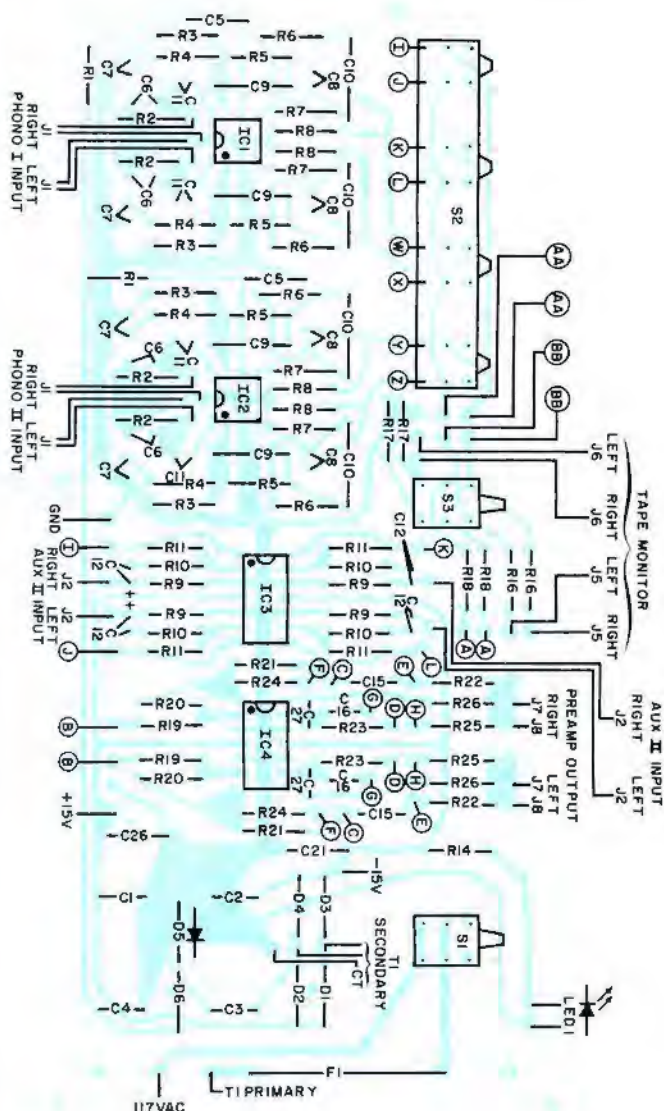 C5
R3
R6
R4
R5
C10
R1
C7
C6
C11
C9
C8
I
J
R2
R7
R8
IC1
R8
R7
RIGHT J1
LEFT J1
PHONO I INPUT
K
L
S2
R2
C6
C11
C9
C8
C10
C7
R4
R5
R3
R6
W
X
AA
AA
BB
BB
R1
C5
R3
R6
R4
R5
C10
C7
C6
C11
C9
C8
Y
Z
R2
R7
R8
IC2
R8
R7
RIGHT J1
LEFT J1
PHONO II INPUT
R17
R17
R2
C6
C9
C8
C10
C7
C11
R4
R5
R3
R6
S3
LEFT J6
RIGHT J6
LEFT J5
RIGHT J5
TAPE MONITOR
GND
I
R11
R11
C12
K
R10
R10
R9
R9
RIGHT J2
C12
++
IC3
R18
R18
R16
R16
J2 LEFT
AUX II INPUT
C12
R9
R9
C12
R10
R10
J
R11
R11
A
A
L
R21
F
C
E
R24
C15
R22
G
R20
C27
C16
D
H
R26
J7
B
R19
R23
R25
J8
RIGHT
PREAMP OUTPUT
IC4
RIGHT J2
LEFT J2
AUX II INPUT
B
R19
R23
R25
R20
C27
C16
D
H
R26
J7
G
R22
J8
LEFT
+15V
R24
C15
E
R21
F
C
C26
C21
R14
-15V
C1
C2
D4
D3
D5
T1 SECONDARY
CT
S1
D6
D2
D1
C4
C3
LED1
F1
T1 PRIMARY
117VAC